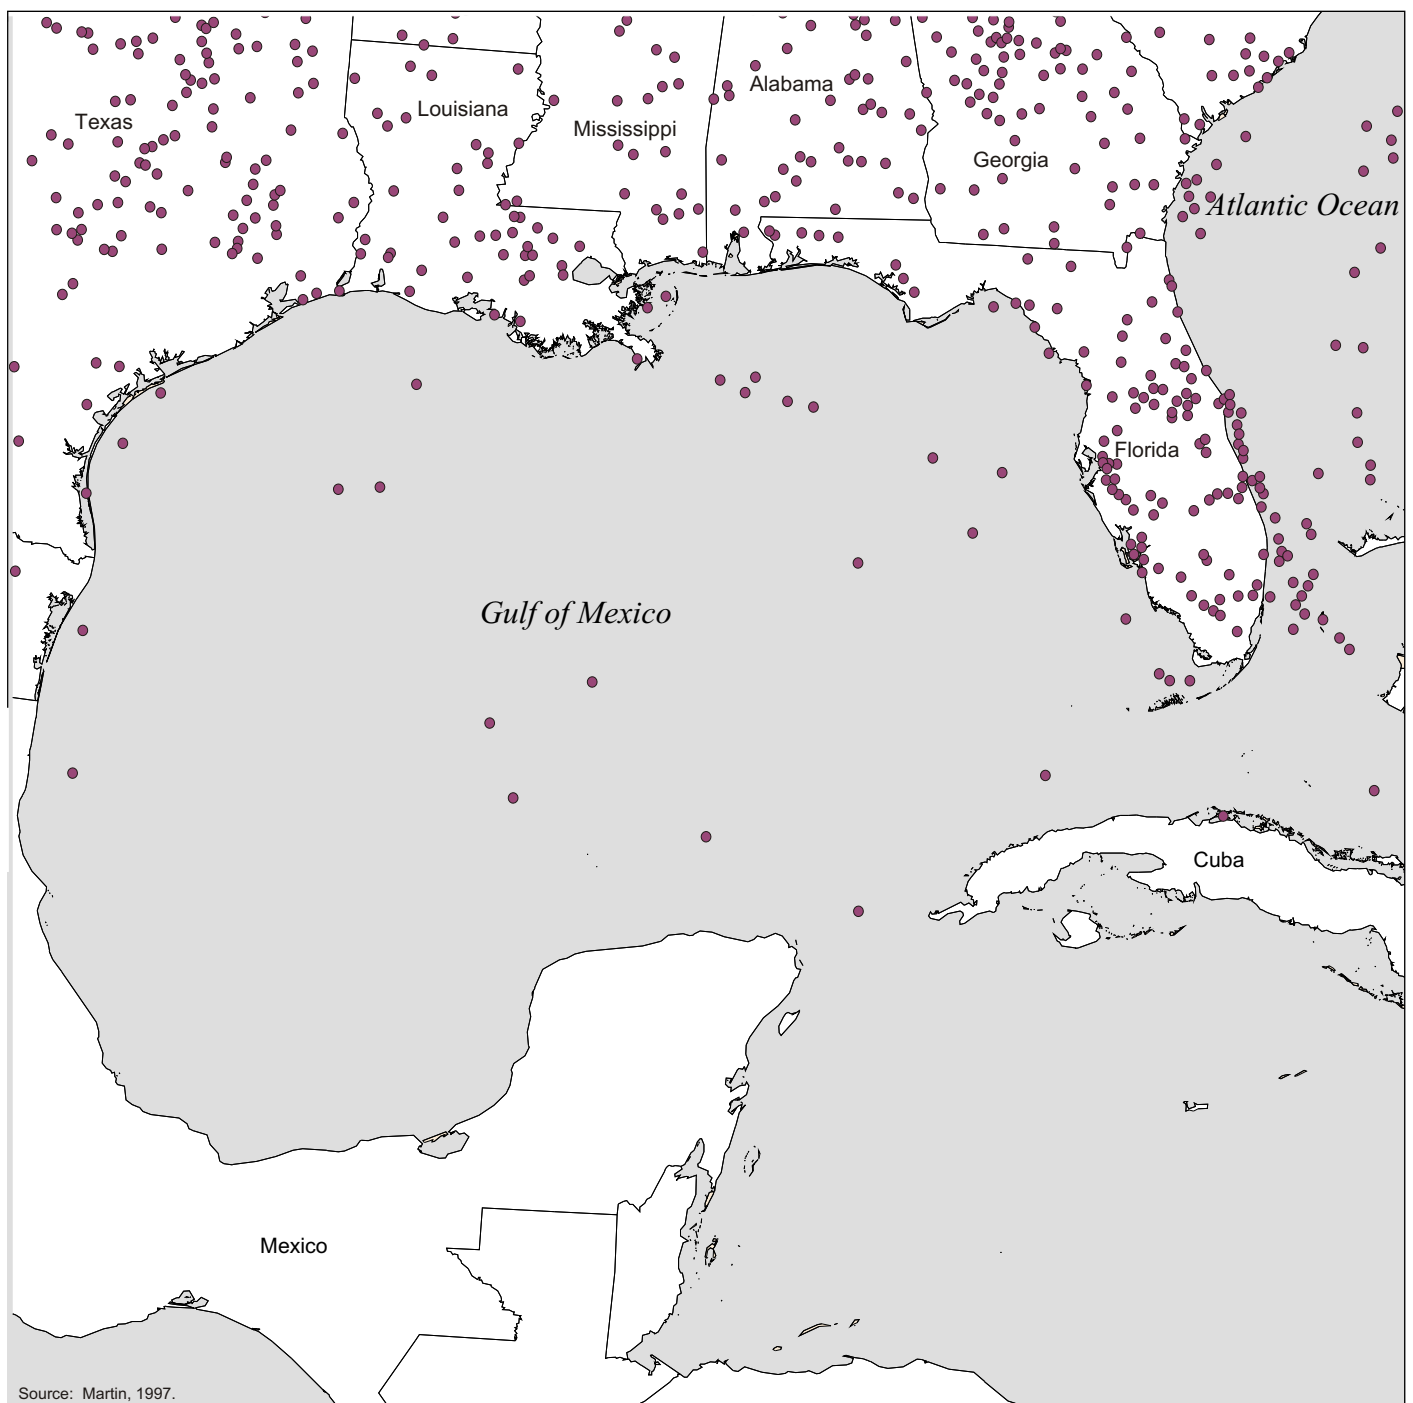 Alabama
Louisiana
Texas
Mississippi
Georgia
Atlantic Ocean
Florida
Gulf of Mexico
Cuba
Mexico
Source: Martin, 1997.